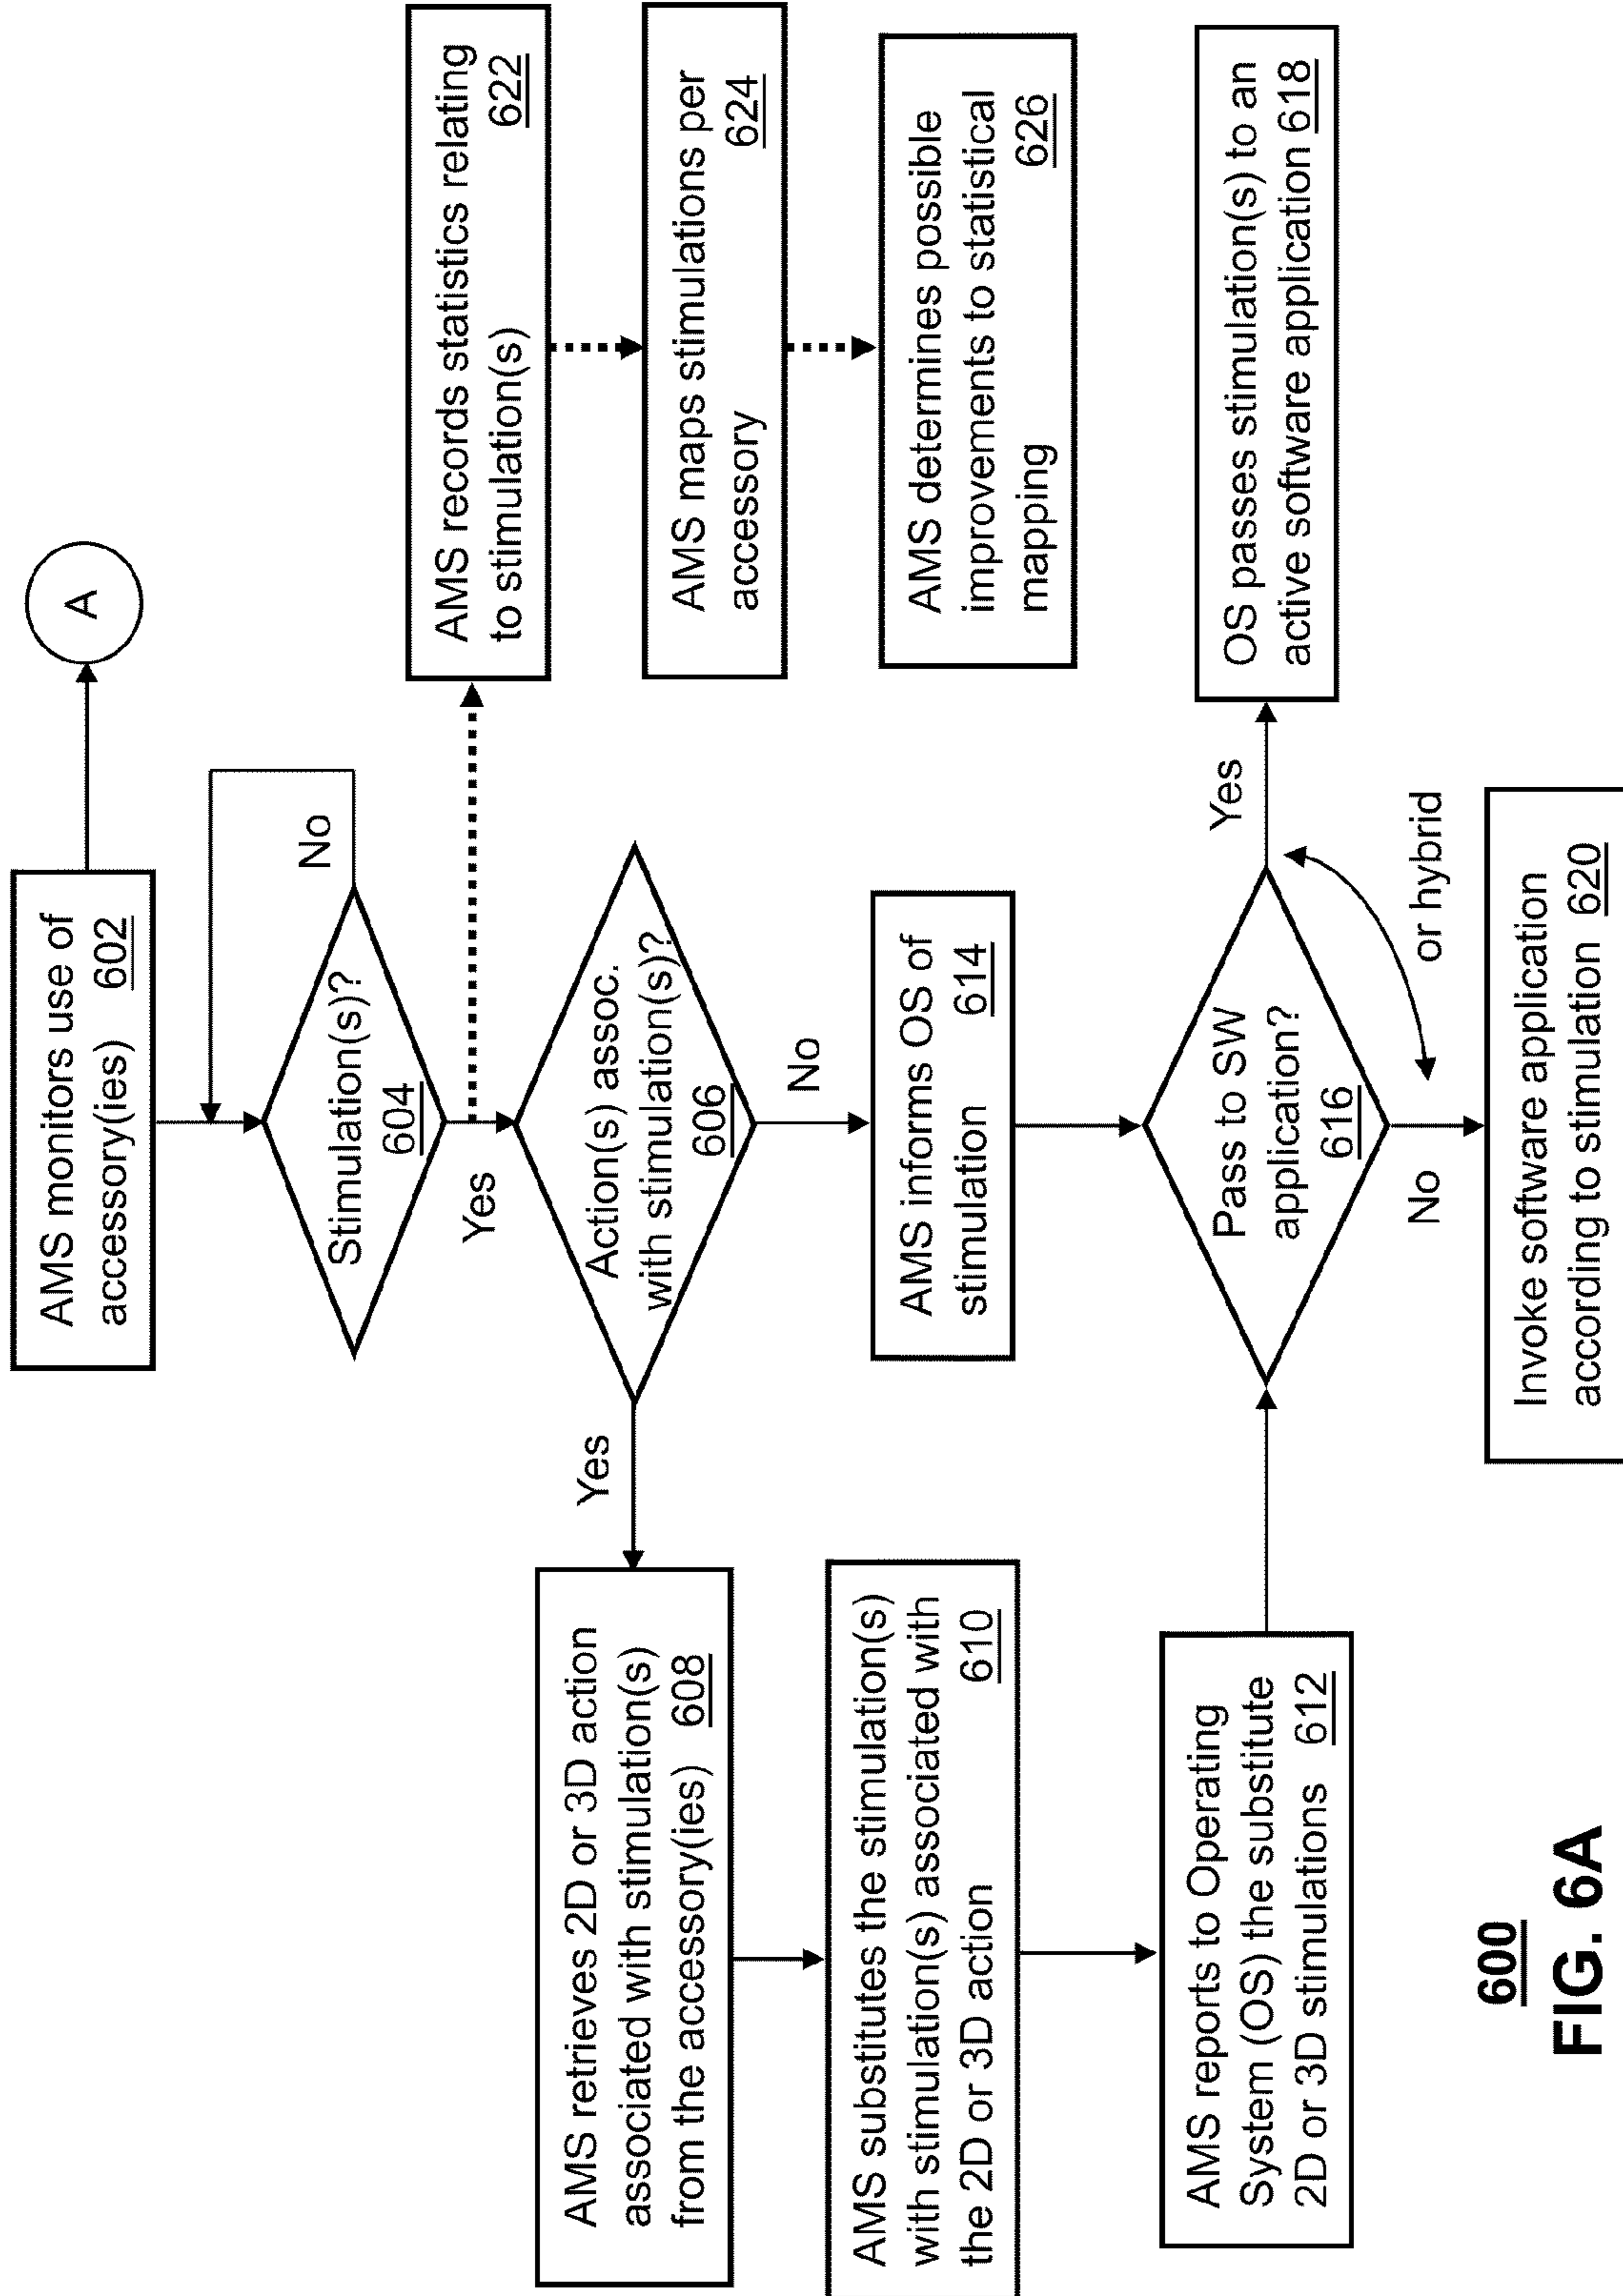 AMS monitors use of
accessory(ies) 602
A
Stimulation(s)?
604
No
Yes
AMS records statistics relating
to stimulation(s) 622
AMS maps stimulations per
accessory 624
AMS determines possible
improvements to statistical
mapping 626
Action(s) assoc.
with stimulation(s)?
606
Yes
No
AMS retrieves 2D or 3D action
associated with stimulation(s)
from the accessory(ies) 608
AMS substitutes the stimulation(s)
with stimulation(s) associated with
the 2D or 3D action 610
AMS reports to Operating
System (OS) the substitute
2D or 3D stimulations 612
AMS informs OS of
stimulation 614
Pass to SW
application?
616
Yes
OS passes stimulation(s) to an
active software application 618
or hybrid
No
Invoke software application
according to stimulation 620
600
FIG. 6A